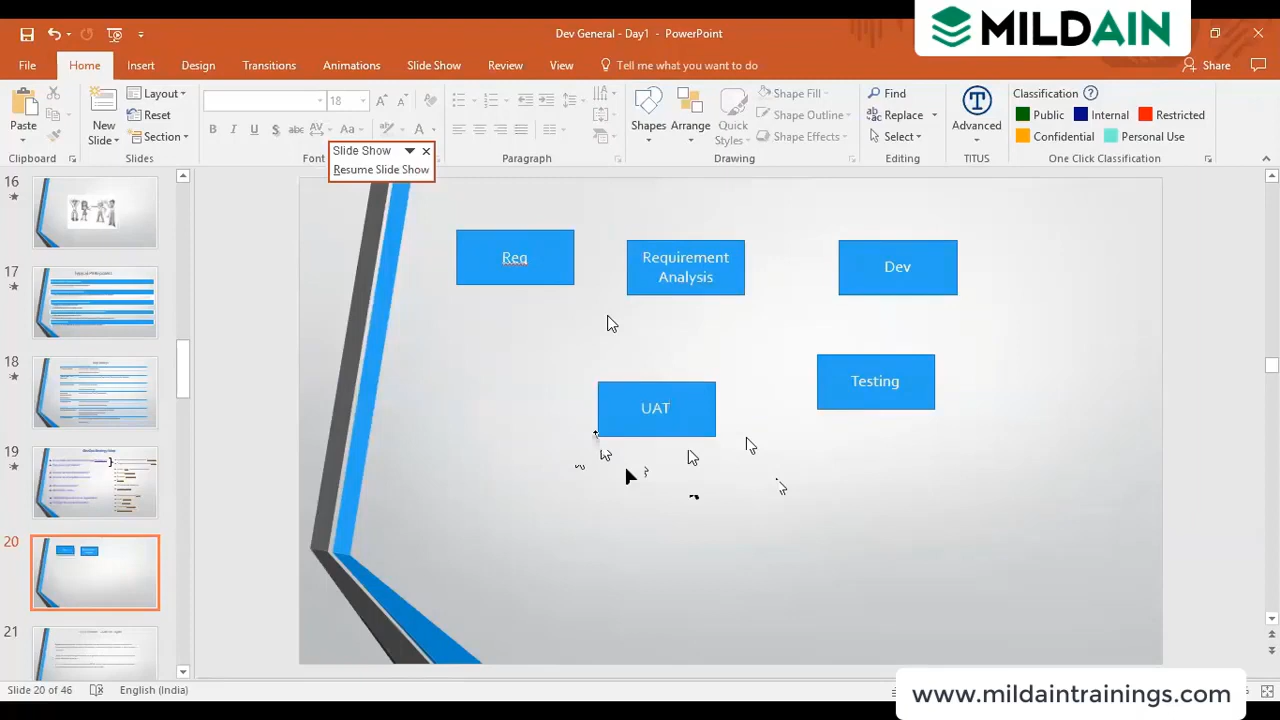 MILDAIN
Dev General - Day1 - PowerPoint
File
Home
Insert
Design
Transitions
Animations
Slide Show
Review
View
Tell me what you want to do
Share
Paste
New
Slide
Layout
Reset
Section
18
B I U S abc AV Aa A
Shapes
Arrange
Quick
Styles
Shape Fill
Shape Outline
Shape Effects
Find
Replace
Select
Advanced
Classification
Public
Internal
Restricted
Confidential
Personal Use
Clipboard
Slides
Font
Paragraph
Drawing
Editing
TITUS
One Click Classification
Slide Show
Resume Slide Show
16
17
18
19
20
21
Req
Requirement
Analysis
Dev
Testing
UAT
Slide 20 of 46
English (India)
www.mildaintrainings.com